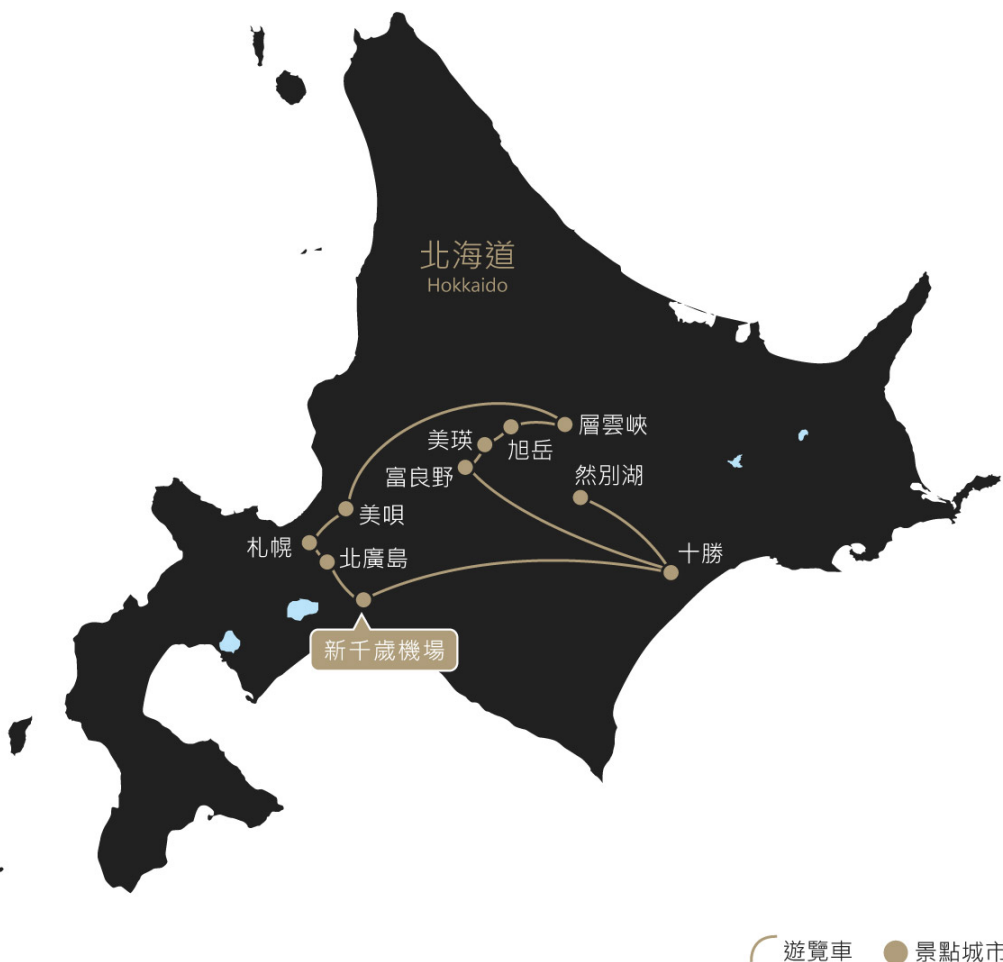 北海道
Hokkaido
層雲峽
美瑛
旭岳
富良野
然別湖
美唄
札幌
北廣島
十勝
新千歲機場
遊覽車
景點城市